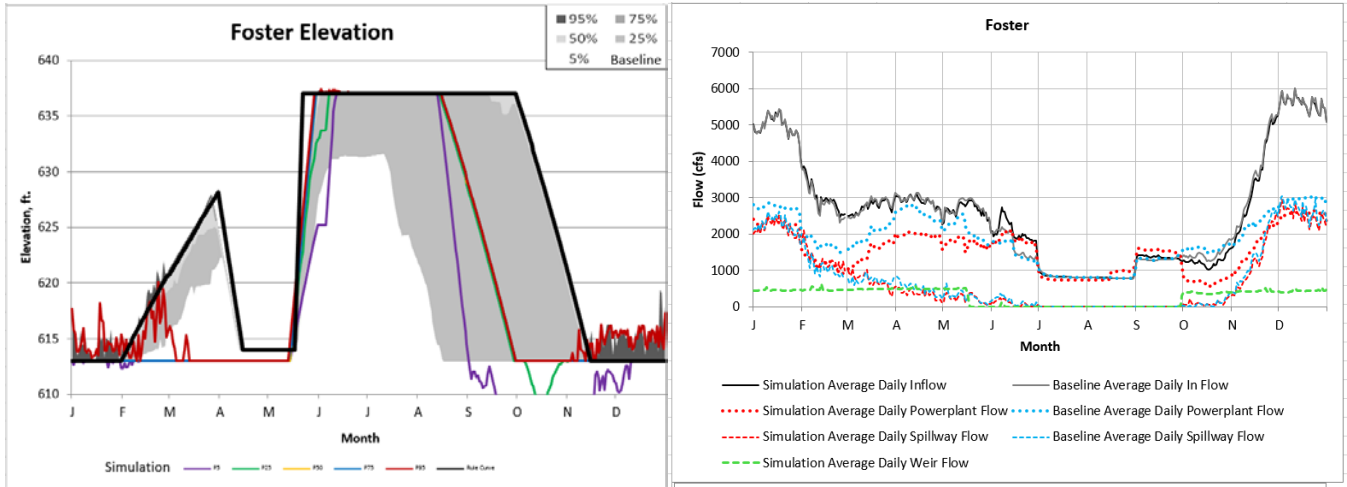 Foster Elevation
95% 75%
50% 25%
5% Baseline
640
635
630
625
620
615
610
Elevation, ft.
J F M A M J J A S O N D
Month
Simulation P5 P25 P50 P75 P95 Rule Curve
Foster
7000
6000
5000
4000
3000
2000
1000
0
Flow (cfs)
J F M A M J J A S O N D
Month
Simulation Average Daily Inflow Baseline Average Daily In Flow
Simulation Average Daily Powerplant Flow Baseline Average Daily Powerplant Flow
Simulation Average Daily Spillway Flow Baseline Average Daily Spillway Flow
Simulation Average Daily Weir Flow